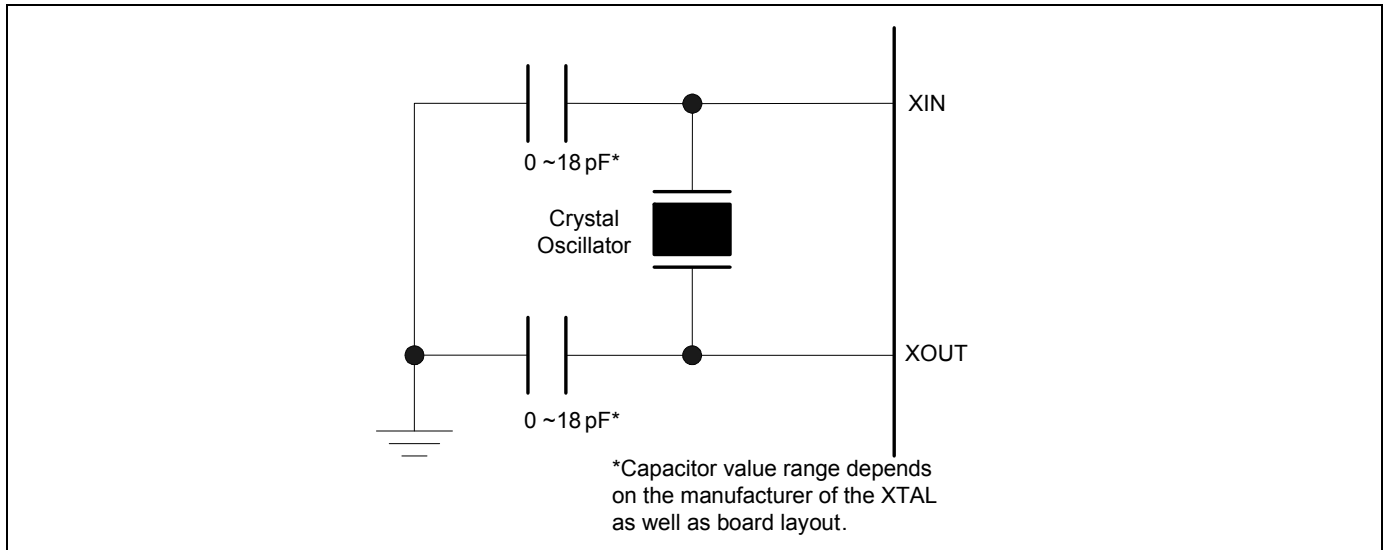 XIN
0 ~18 pF*
Crystal
Oscillator
XOUT
0 ~18 pF*
*Capacitor value range depends
on the manufacturer of the XTAL
as well as board layout.